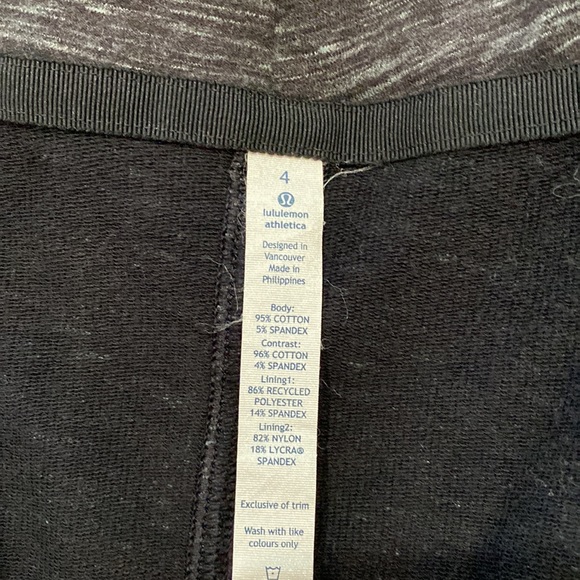 4
lululemon
athletica
Designed in
Vancouver
Made in
Philippines
Body:
95% COTTON
5% SPANDEX
Contrast:
96% COTTON
4% SPANDEX
Lining1:
86% RECYCLED
POLYESTER
14% SPANDEX
Lining2:
82% NYLON
18% LYCRA®
SPANDEX
Exclusive of trim
Wash with like
colours only